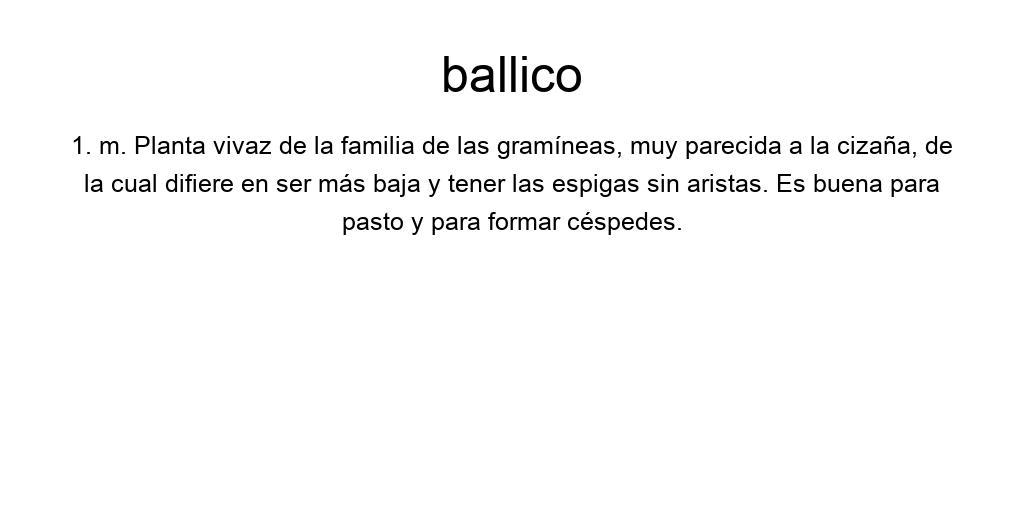 ballico
1. m. Planta vivaz de la familia de las gramíneas, muy parecida a la cizaña, de
la cual difiere en ser más baja y tener las espigas sin aristas. Es buena para
pasto y para formar céspedes.